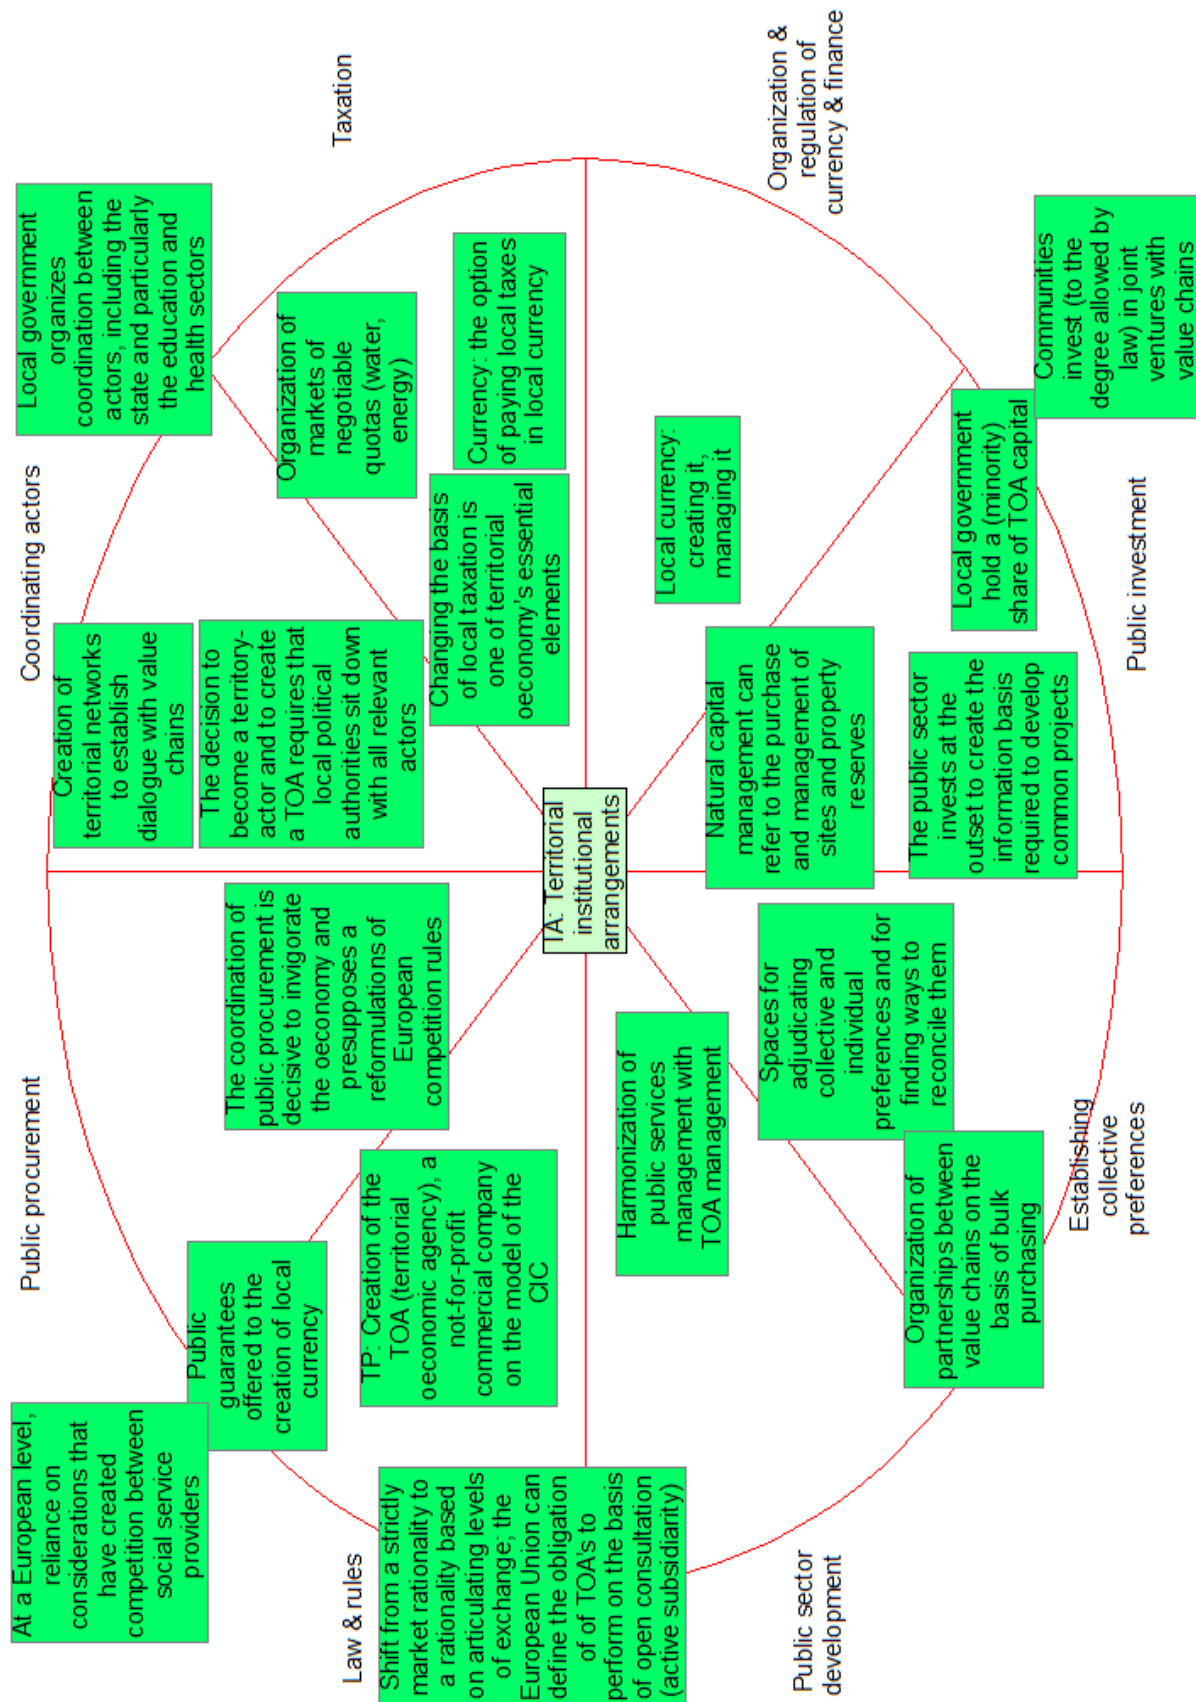 At a European level,
reliance on
considerations that
have created
competition between
social service
providers
Public procurement
Coordinating actors
Local government
organizes
coordination between
actors, including the
state and particularly
the education and
health sectors
Creation of
territorial networks
to establish
dialogue with value
chains
Public
guarantees
offered to the
creation of local
currency
The coordination of
public procurement is
decisive to invigorate
the oeconomy and
presupposes a
reformulations of
European
competition rules
The decision to
become a territory-
actor and to create
a TOA requires that
local political
authorities sit down
with all relevant
actors
Organization of
markets of
negotiable
quotas (water,
energy)
Taxation
Law & rules
TP: Creation of the
TOA (territorial
oeconomic agency), a
not-for-profit
commercial company
on the model of the
CIC
Changing the basis
of local taxation is
one of territorial
oeconomy's essential
elements
Currency: the option
of paying local taxes
in local currency
Shift from a strictly
market rationality to
a rationality based
on articulating levels
of exchange; the
European Union can
define the obligation
of of TOA's to
perform on the basis
of open consultation
(active subsidiarity)
IA: Territorial
institutional
arrangements
Harmonization of
public services
management with
TOA management
Local currency:
creating it,
managing it
Organization &
regulation of
currency & finance
Public sector
development
Spaces for
adjudicating
collective and
individual
preferences and for
finding ways to
reconcile them
Natural capital
management can
refer to the purchase
and management of
sites and property
reserves
Organization of
partnerships between
value chains on the
basis of bulk
purchasing
The public sector
invests at the
outset to create the
information basis
required to develop
common projects
Local government
hold a (minority)
share of TOA capital
Communities
invest (to the
degree allowed by
law) in joint
ventures with
value chains
Establishing
collective
preferences
Public investment